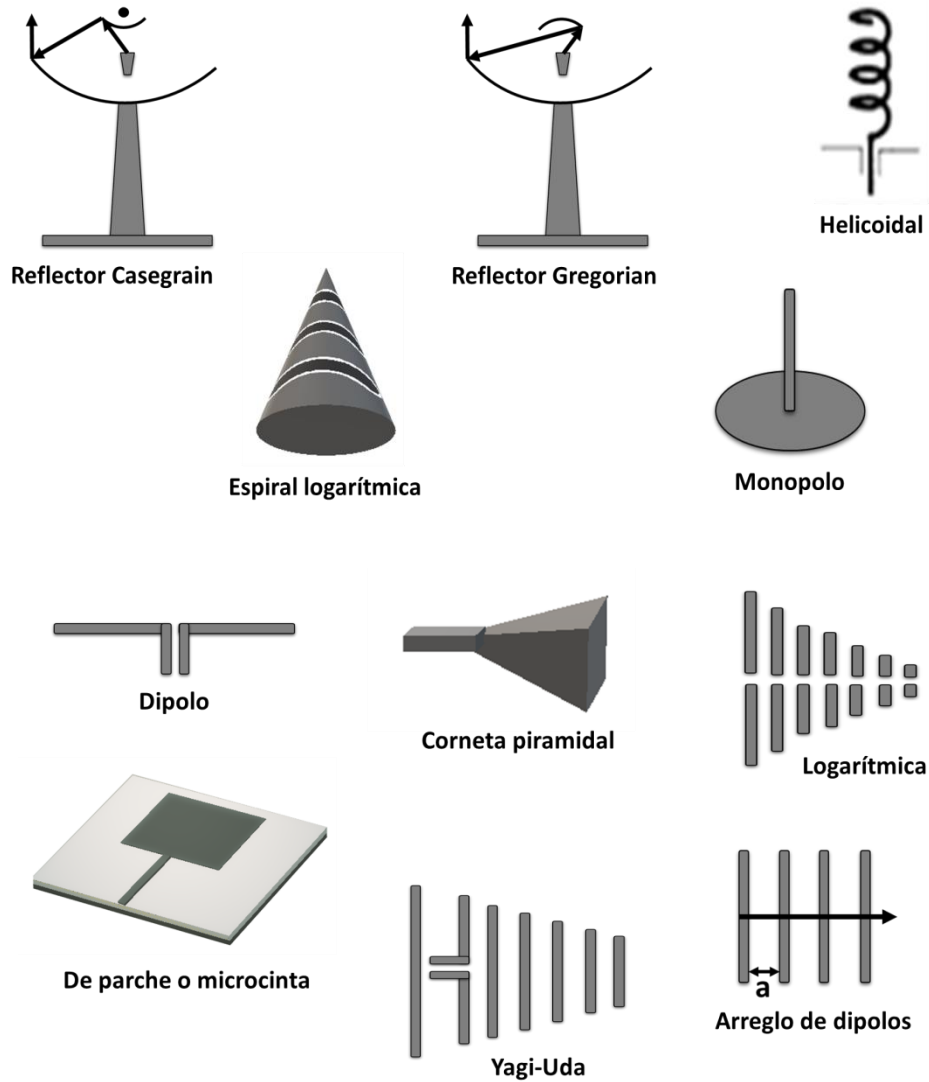 Reflector Casegrain
Reflector Gregorian
Helicoidal
Espiral logarítmica
Monopolo
Dipolo
Corneta piramidal
Logarítmica
De parche o microcinta
a
Arreglo de dipolos
Yagi-Uda